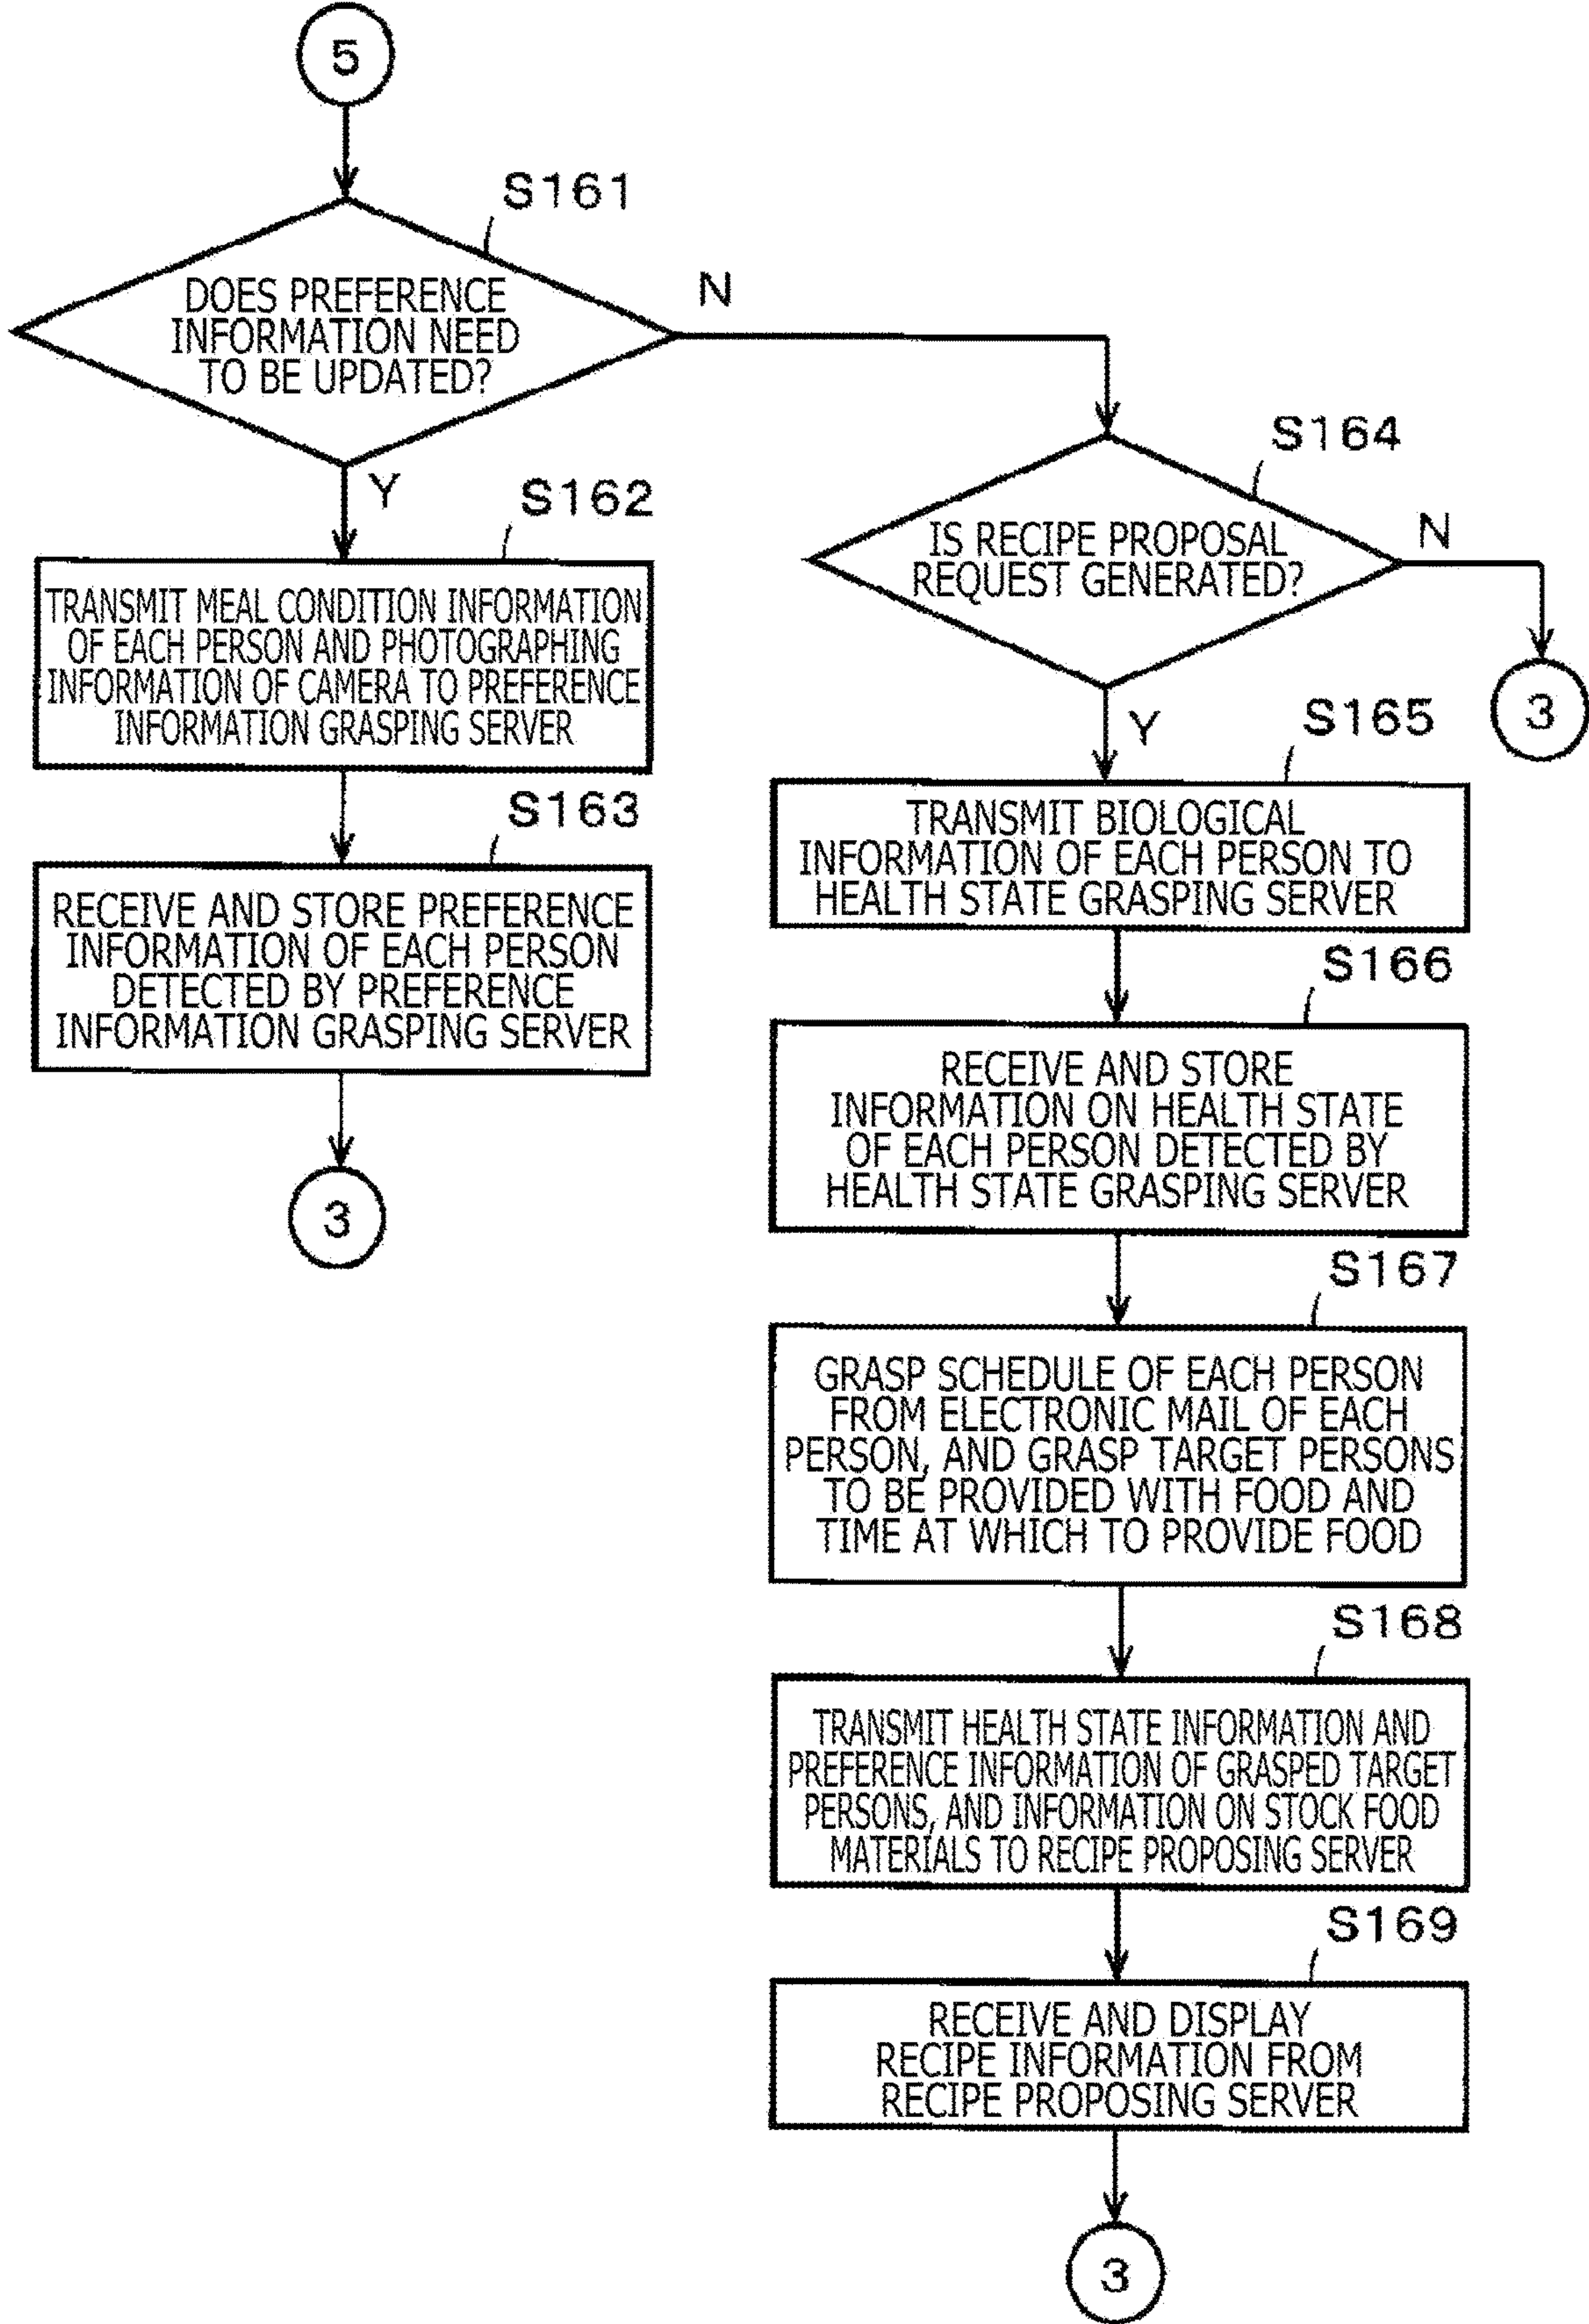 5
S161
DOES PREFERENCE
INFORMATION NEED
TO BE UPDATED?
N
Y
S162
TRANSMIT MEAL CONDITION INFORMATION
OF EACH PERSON AND PHOTOGRAPHING
INFORMATION OF CAMERA TO PREFERENCE
INFORMATION GRASPING SERVER
S163
RECEIVE AND STORE PREFERENCE
INFORMATION OF EACH PERSON
DETECTED BY PREFERENCE
INFORMATION GRASPING SERVER
3
S164
IS RECIPE PROPOSAL
REQUEST GENERATED?
N
3
Y
S165
TRANSMIT BIOLOGICAL
INFORMATION OF EACH PERSON TO
HEALTH STATE GRASPING SERVER
S166
RECEIVE AND STORE
INFORMATION ON HEALTH STATE
OF EACH PERSON DETECTED BY
HEALTH STATE GRASPING SERVER
S167
GRASP SCHEDULE OF EACH PERSON
FROM ELECTRONIC MAIL OF EACH
PERSON, AND GRASP TARGET PERSONS
TO BE PROVIDED WITH FOOD AND
TIME AT WHICH TO PROVIDE FOOD
S168
TRANSMIT HEALTH STATE INFORMATION AND
PREFERENCE INFORMATION OF GRASPED TARGET
PERSONS, AND INFORMATION ON STOCK FOOD
MATERIALS TO RECIPE PROPOSING SERVER
S169
RECEIVE AND DISPLAY
RECIPE INFORMATION FROM
RECIPE PROPOSING SERVER
3